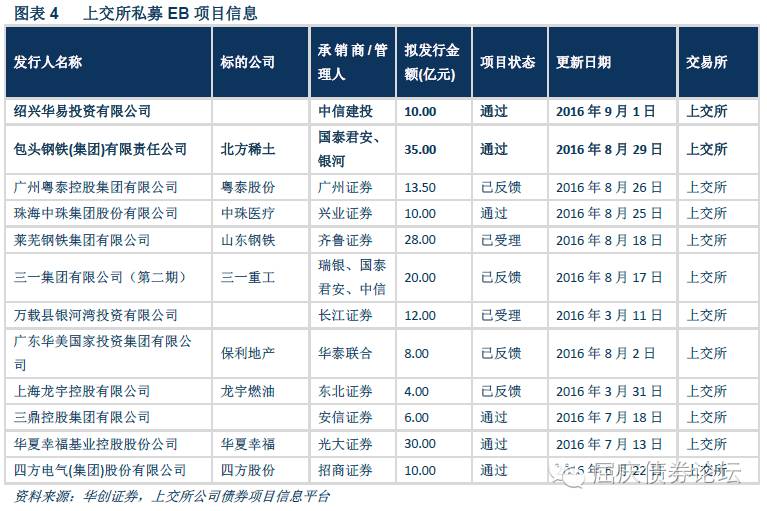 图表 4 上交所私募 EB 项目信息
发行人名称 标的公司 承销商/管理人 拟发行金额(亿元) 项目状态 更新日期 交易所
绍兴华易投资有限公司 中信建投 10.00 通过 2016 年 9 月 1 日 上交所
包头钢铁(集团)有限责任公司 北方稀土 国泰君安、银河 35.00 通过 2016 年 8 月 29 日 上交所
广州粤泰控股集团有限公司 粤泰股份 广州证券 13.50 已反馈 2016 年 8 月 26 日 上交所
珠海中珠集团股份有限公司 中珠医疗 兴业证券 10.00 通过 2016 年 8 月 25 日 上交所
莱芜钢铁集团有限公司 山东钢铁 齐鲁证券 28.00 已受理 2016 年 8 月 18 日 上交所
三一集团有限公司（第二期） 三一重工 瑞银、国泰君安、中信 20.00 已反馈 2016 年 8 月 17 日 上交所
万载县银河湾投资有限公司 长江证券 12.00 已受理 2016 年 3 月 11 日 上交所
广东华美国家投资集团有限公司 保利地产 华泰联合 8.00 已反馈 2016 年 8 月 2 日 上交所
上海龙宇控股有限公司 龙宇燃油 东北证券 4.00 已反馈 2016 年 3 月 31 日 上交所
三鼎控股集团有限公司 安信证券 6.00 通过 2016 年 7 月 18 日 上交所
华夏幸福基业控股股份公司 华夏幸福 光大证券 30.00 通过 2016 年 7 月 13 日 上交所
四方电气(集团)股份有限公司 四方股份 招商证券 10.00 通过 2016 年 6 月 22 日 上交所
屈庆债券论坛
资料来源：华创证券，上交所公司债券项目信息平台